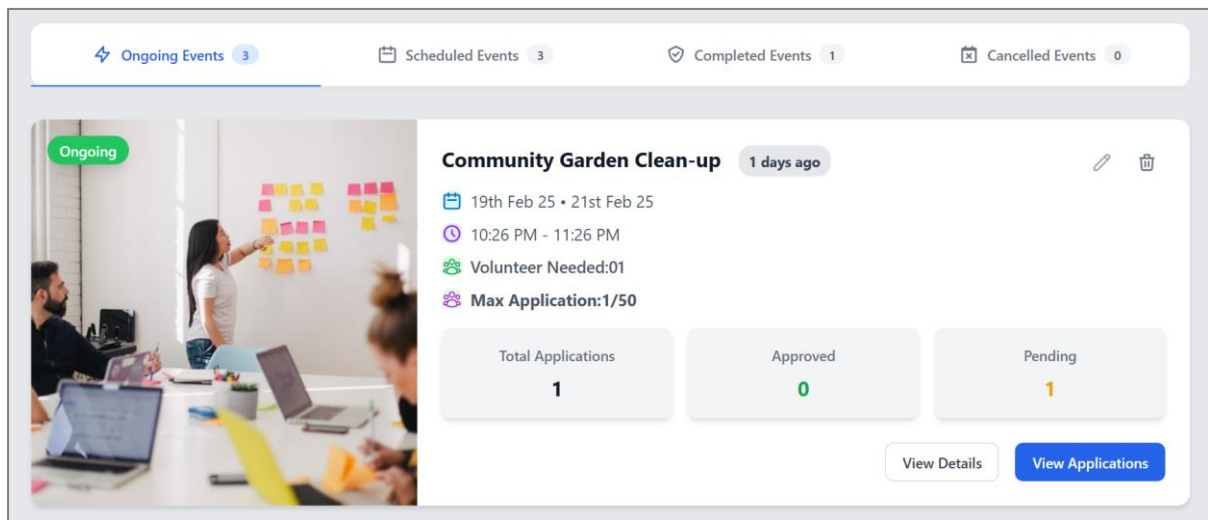 Ongoing Events 3
Scheduled Events 3
Completed Events 1
Cancelled Events 0
Ongoing
Community Garden Clean-up 1 days ago
19th Feb 25 • 21st Feb 25
10:26 PM - 11:26 PM
Volunteer Needed:01
Max Application:1/50
Total Applications
1
Approved
0
Pending
1
View Details
View Applications